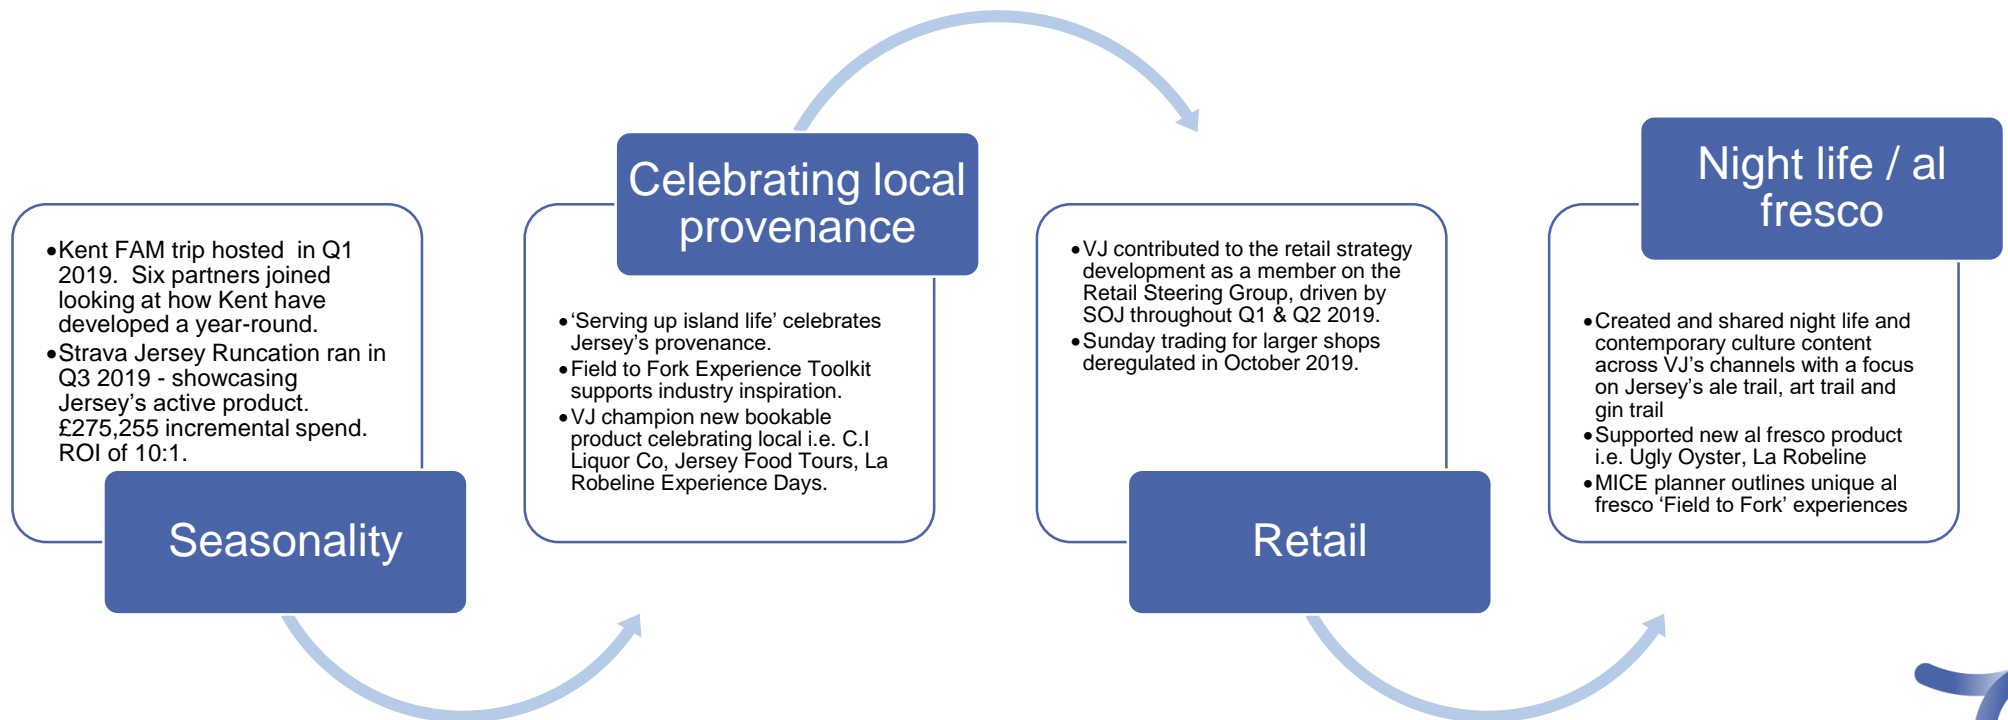 •Kent FAM trip hosted  in Q1
2019.  Six partners joined
looking at how Kent have
developed a year-round.
•Strava Jersey Runcation ran in
Q3 2019 - showcasing
Jersey's active product.
£275,255 incremental spend.
ROI of 10:1.
Seasonality
Celebrating local
provenance
•‘Serving up island life’ celebrates
Jersey's provenance.
•Field to Fork Experience Toolkit
supports industry inspiration.
•VJ champion new bookable
product celebrating local i.e. C.I
Liquor Co, Jersey Food Tours, La
Robeline Experience Days.
•VJ contributed to the retail strategy
development as a member on the
Retail Steering Group, driven by
SOJ throughout Q1 & Q2 2019.
•Sunday trading for larger shops
deregulated in October 2019.
Retail
Night life / al
fresco
•Created and shared night life and
contemporary culture content
across VJ's channels with a focus
on Jersey's ale trail, art trail and
gin trail
•Supported new al fresco product
i.e. Ugly Oyster, La Robeline
•MICE planner outlines unique al
fresco ‘Field to Fork’ experiences